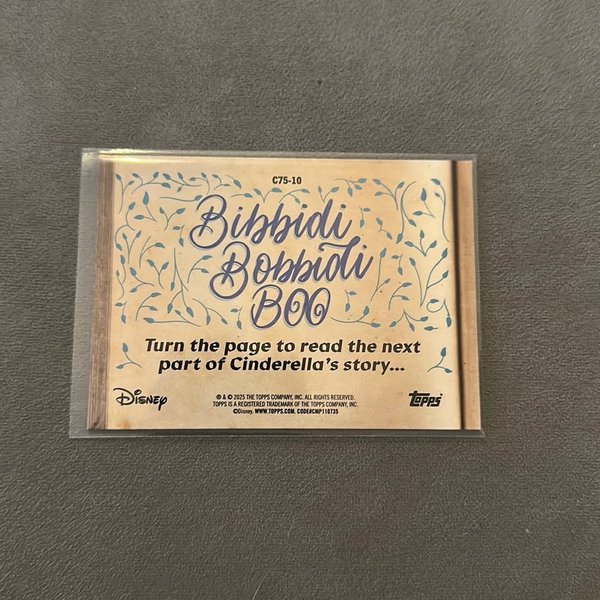 C75-10
Bibbidi
Bobbidi
BOO
Turn the page to read the next
part of Cinderella's story...
Disney
® & © 2025 THE TOPPS COMPANY, INC. ALL RIGHTS RESERVED.
TOPPS IS A REGISTERED TRADEMARK OF THE TOPPS COMPANY, INC.
©Disney. WWW.TOPPS.COM. CODE#CMP110735
topps